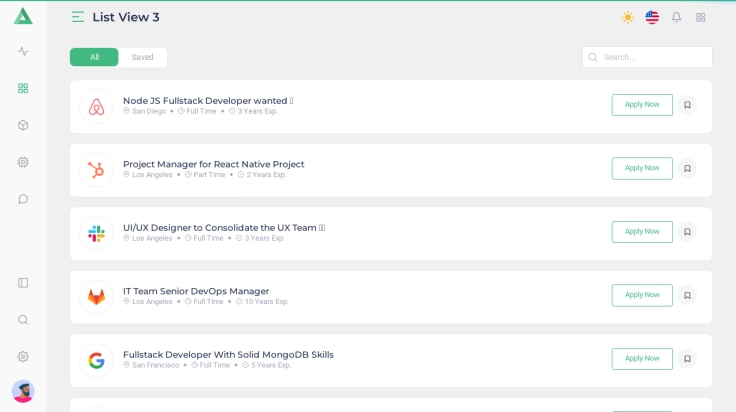 List View 3
All
Saved
Search...
Node JS Fullstack Developer wanted
San Diego • Full Time • 3 Years Exp.
Apply Now
Project Manager for React Native Project
Los Angeles • Part Time • 2 Years Exp.
Apply Now
UI/UX Designer to Consolidate the UX Team
Los Angeles • Full Time • 3 Years Exp.
Apply Now
IT Team Senior DevOps Manager
Los Angeles • Full Time • 10 Years Exp.
Apply Now
Fullstack Developer With Solid MongoDB Skills
San Francisco • Full Time • 5 Years Exp.
Apply Now